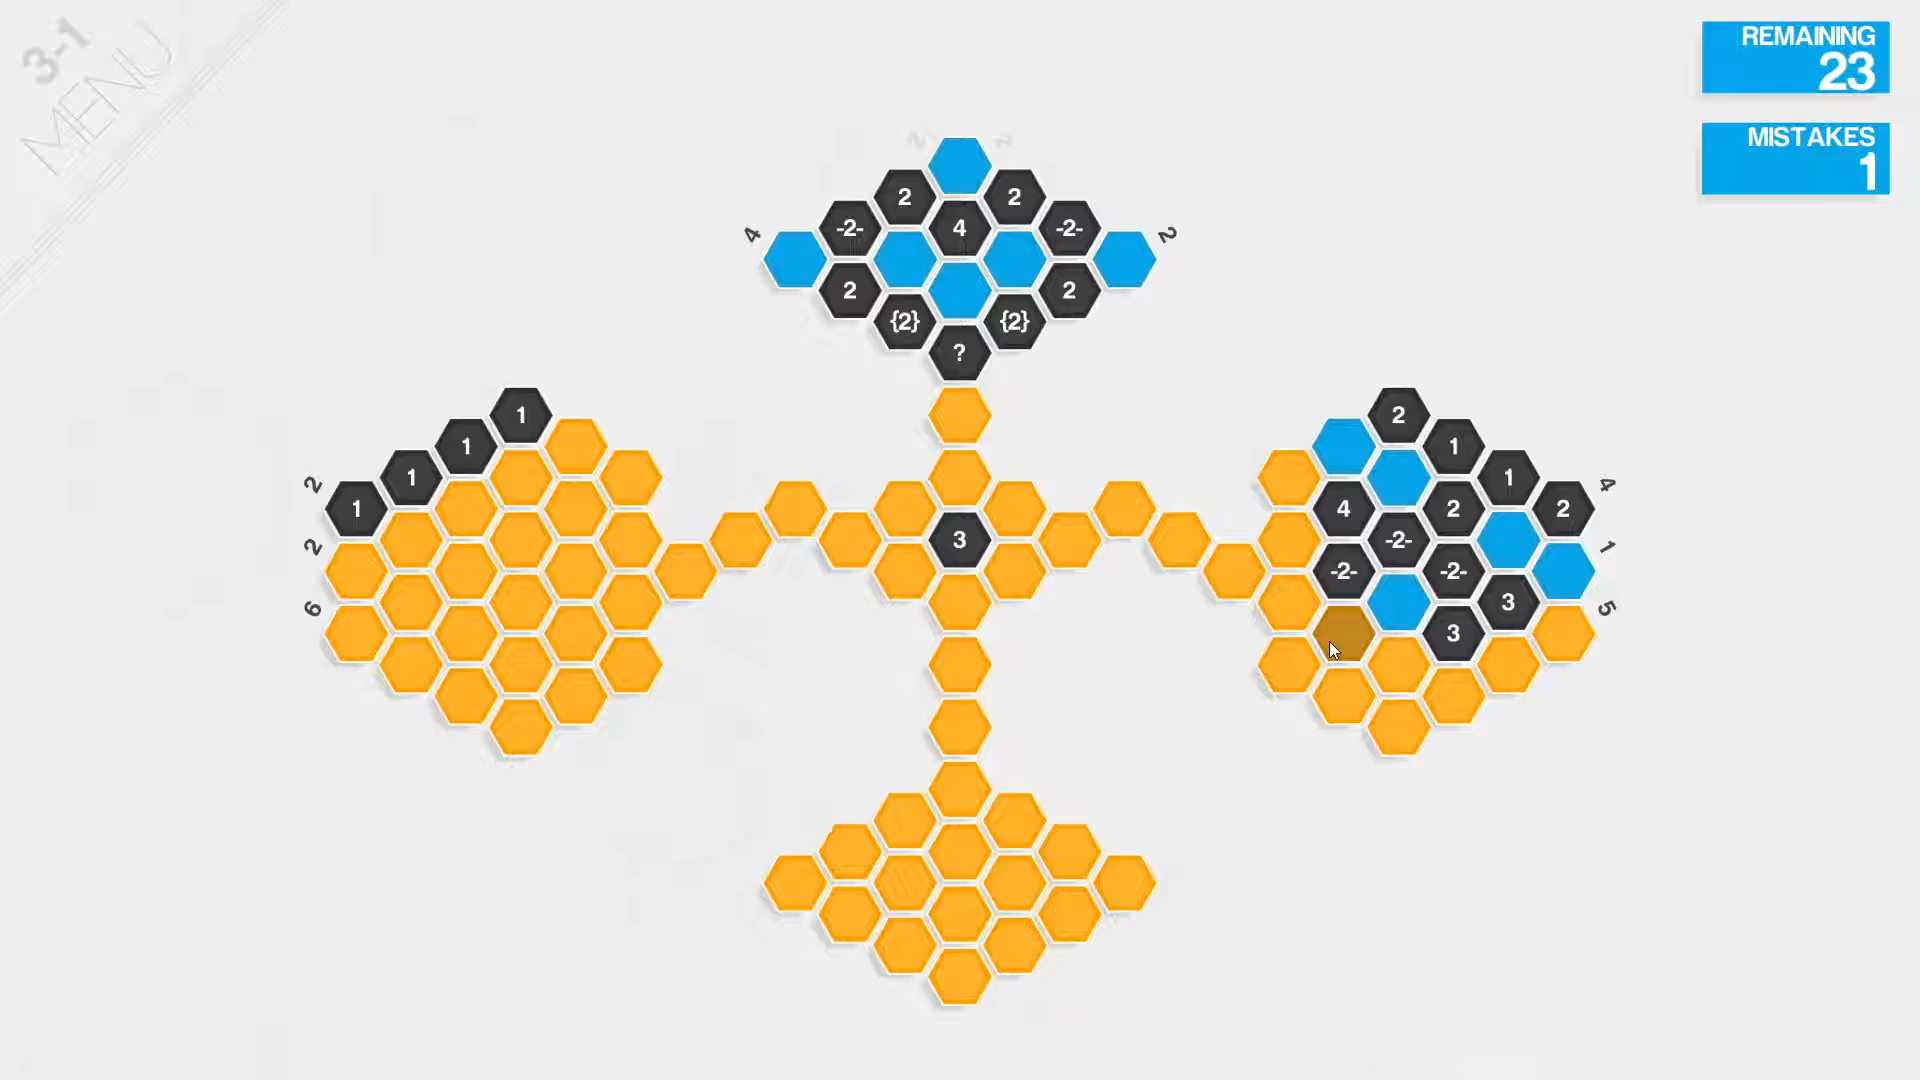 3-1
MENU
REMAINING
23
MISTAKES
1
2 2
2 2
-2- 4 -2-
4 2
2 2
{2} {2}
?
1 2
1 1
1 1
2 1 4 2 2 4
3 -2-
2 -2- -2- 1
6 3 5
3